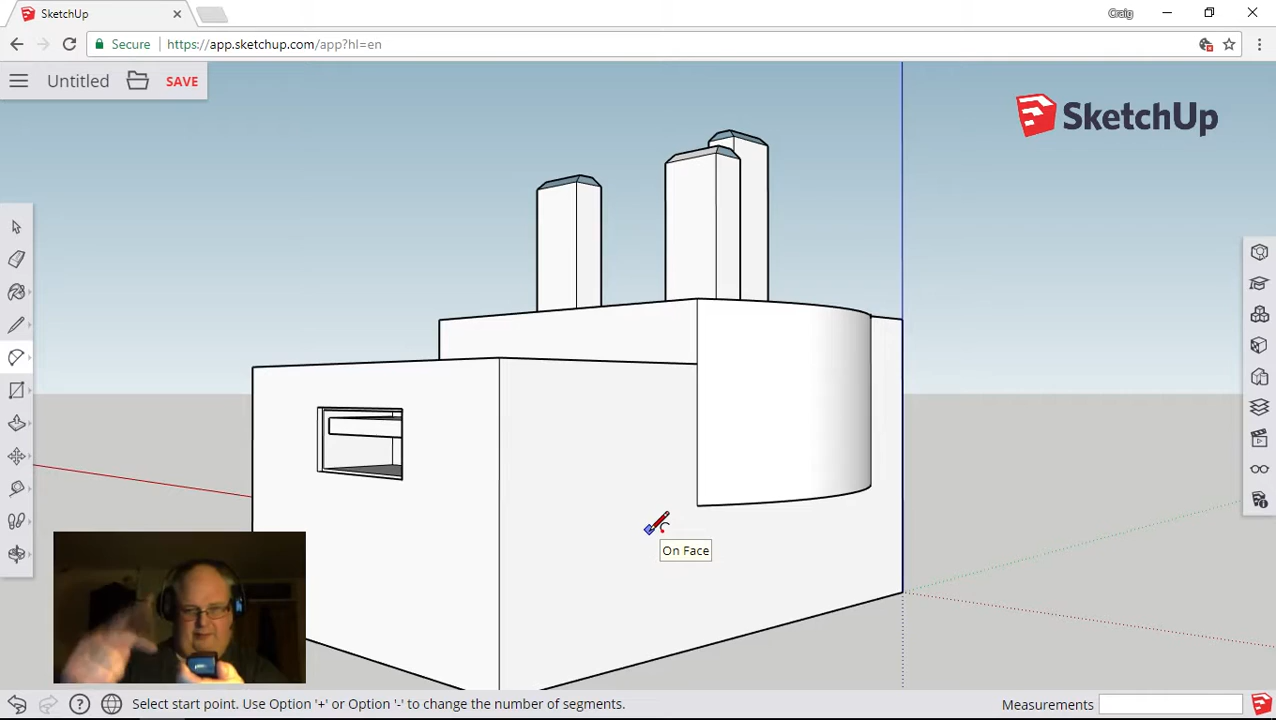 SketchUp
Craig
Secure
https://app.sketchup.com/app?hl=en
Untitled
SAVE
SketchUp
On Face
Select start point. Use Option '+' or Option '-' to change the number of segments.
Measurements